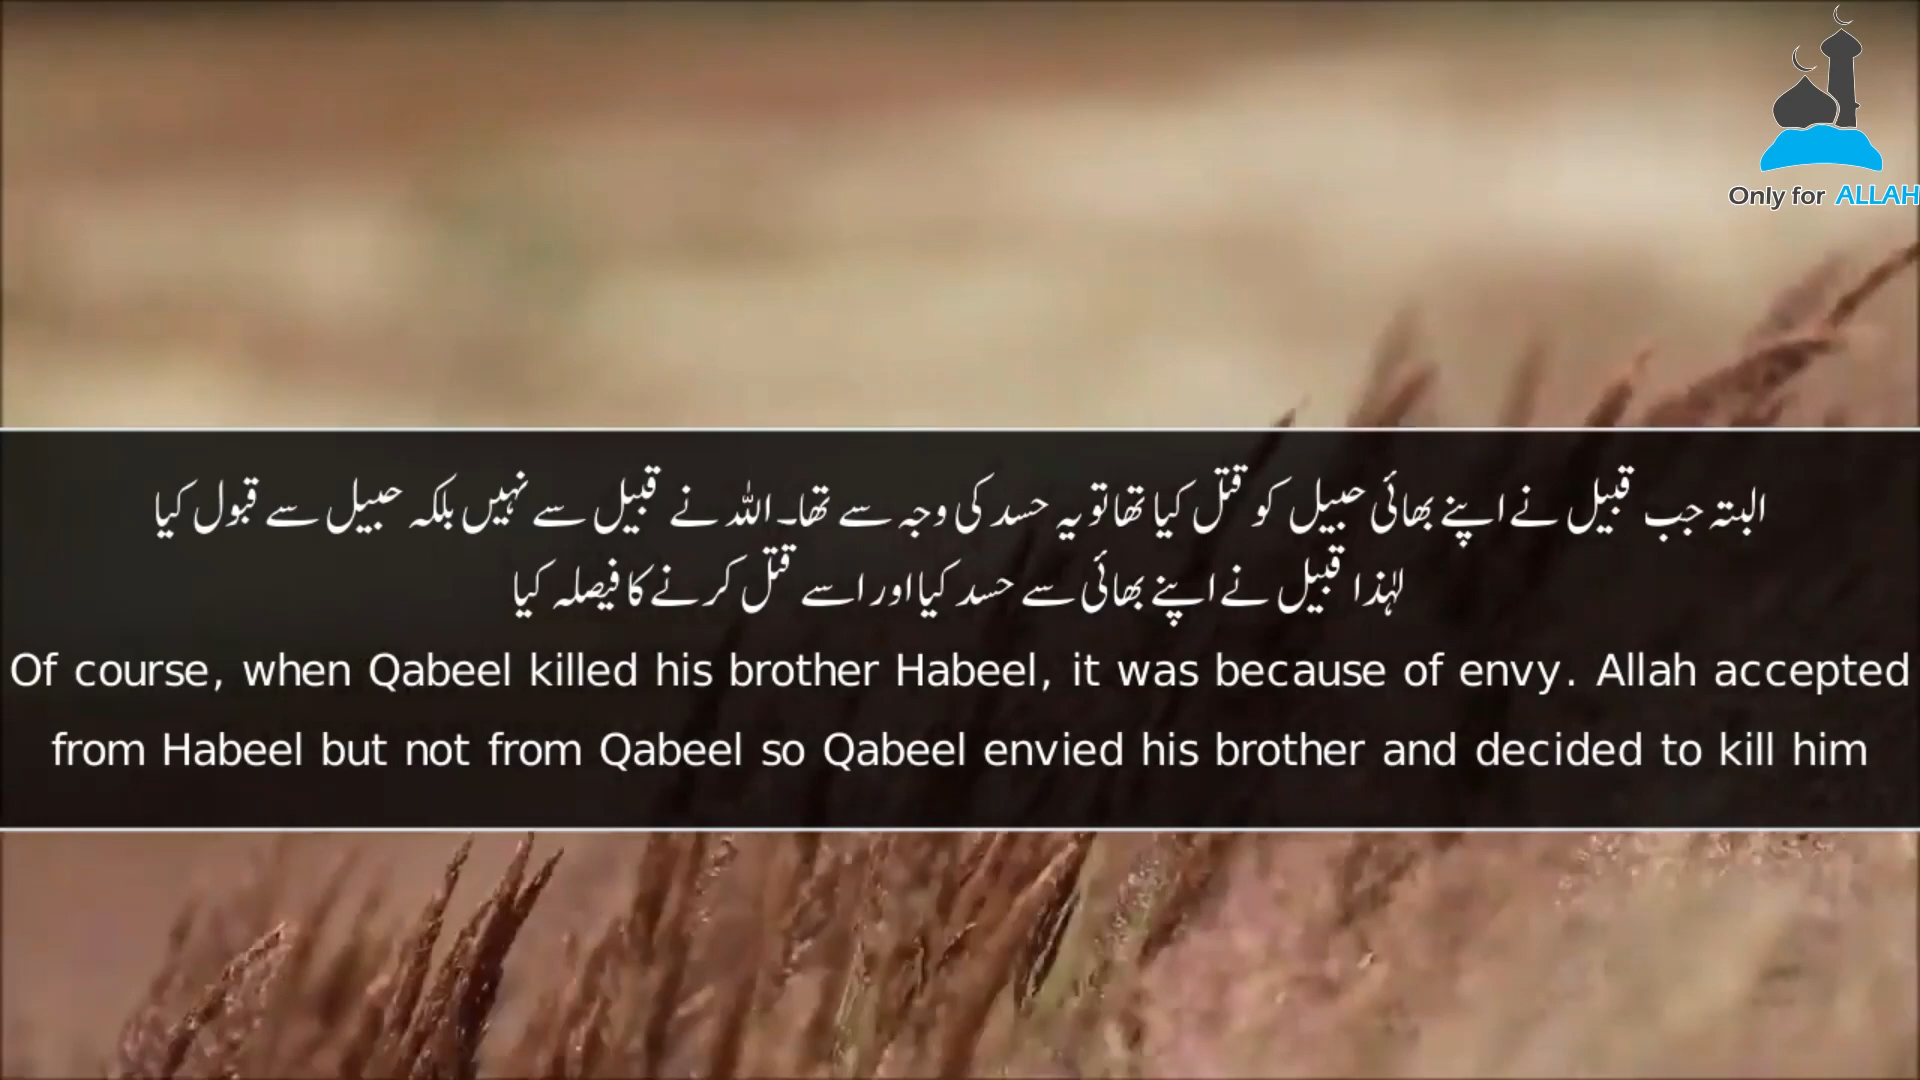 Only for ALLAH
البتہ جب قبیل نے اپنے بھائی حبیل کو قتل کیا تھا تو یہ حسد کی وجہ سے تھا۔ اللہ نے قبیل سے نہیں بلکہ حبیل سے قبول کیا
لہٰذا قبیل نے اپنے بھائی سے حسد کیا اور اسے قتل کرنے کا فیصلہ کیا
Of course, when Qabeel killed his brother Habeel, it was because of envy. Allah accepted
from Habeel but not from Qabeel so Qabeel envied his brother and decided to kill him